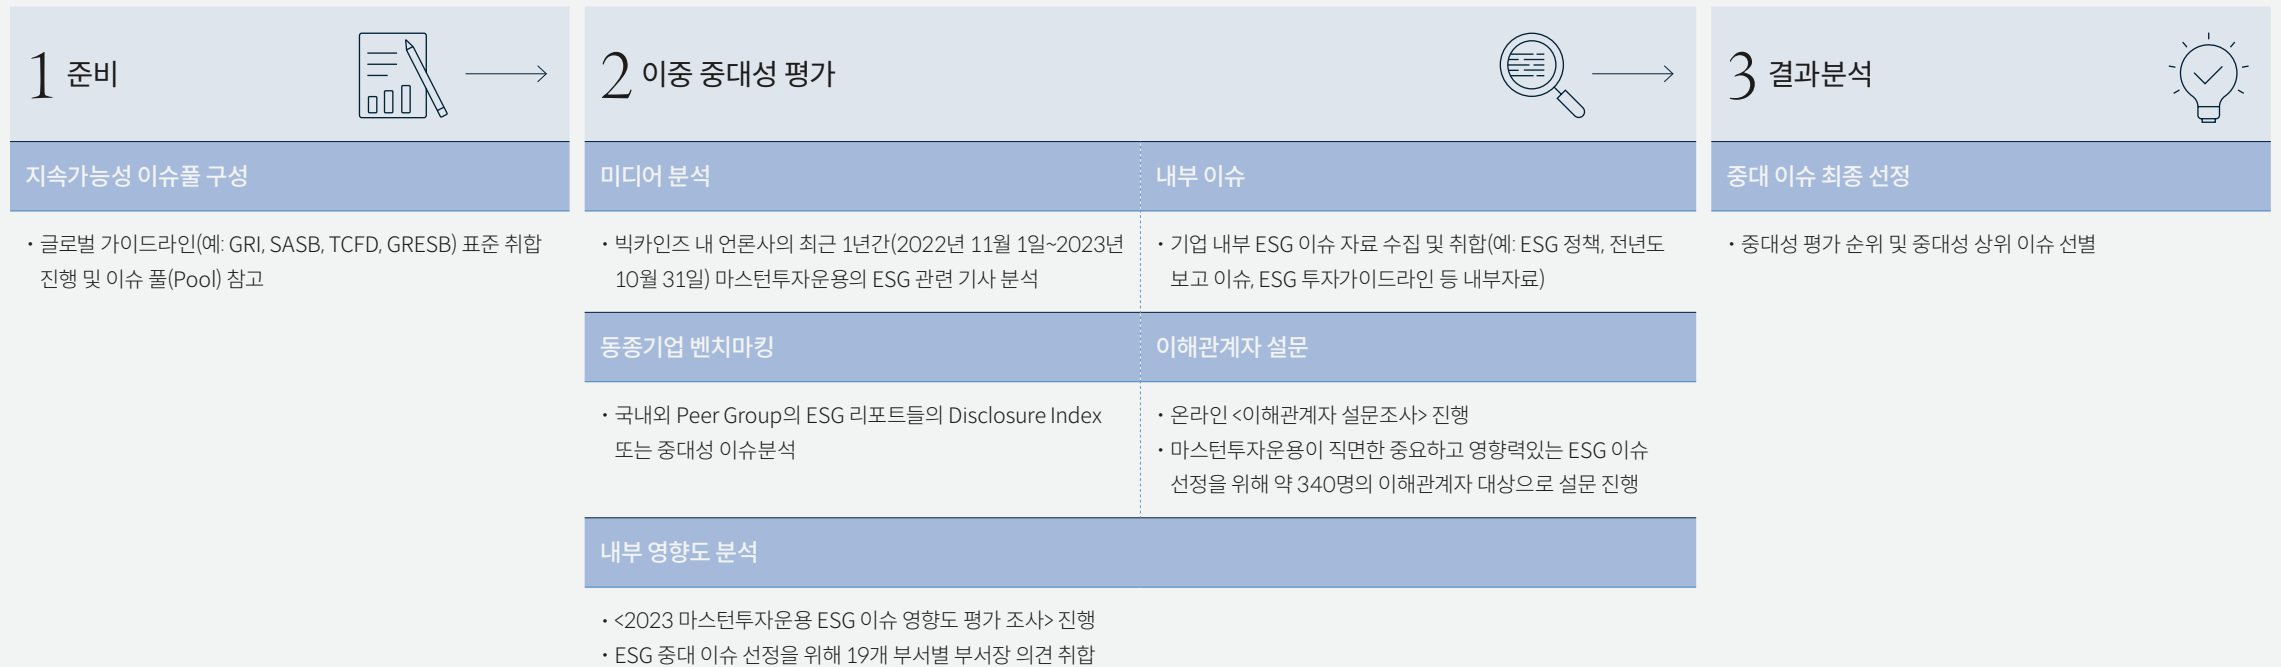 1 준비
지속가능성 이슈풀 구성
· 글로벌 가이드라인(예: GRI, SASB, TCFD, GRESB) 표준 취합
진행 및 이슈 풀(Pool) 참고
2 이중 중대성 평가
미디어 분석
· 빅카인즈 내 언론사의 최근 1년간(2022년 11월 1일~2023년
10월 31일) 마스턴투자운용의 ESG 관련 기사 분석
내부 이슈
· 기업 내부 ESG 이슈 자료 수집 및 취합(예: ESG 정책, 전년도
보고 이슈, ESG 투자가이드라인 등 내부자료)
동종기업 벤치마킹
· 국내외 Peer Group의 ESG 리포트들의 Disclosure Index
또는 중대성 이슈분석
이해관계자 설문
· 온라인 <이해관계자 설문조사> 진행
· 마스턴투자운용이 직면한 중요하고 영향력있는 ESG 이슈
선정을 위해 약 340명의 이해관계자 대상으로 설문 진행
내부 영향도 분석
· <2023 마스턴투자운용 ESG 이슈 영향도 평가 조사> 진행
· ESG 중대 이슈 선정을 위해 19개 부서별 부서장 의견 취합
3 결과분석
중대 이슈 최종 선정
· 중대성 평가 순위 및 중대성 상위 이슈 선별